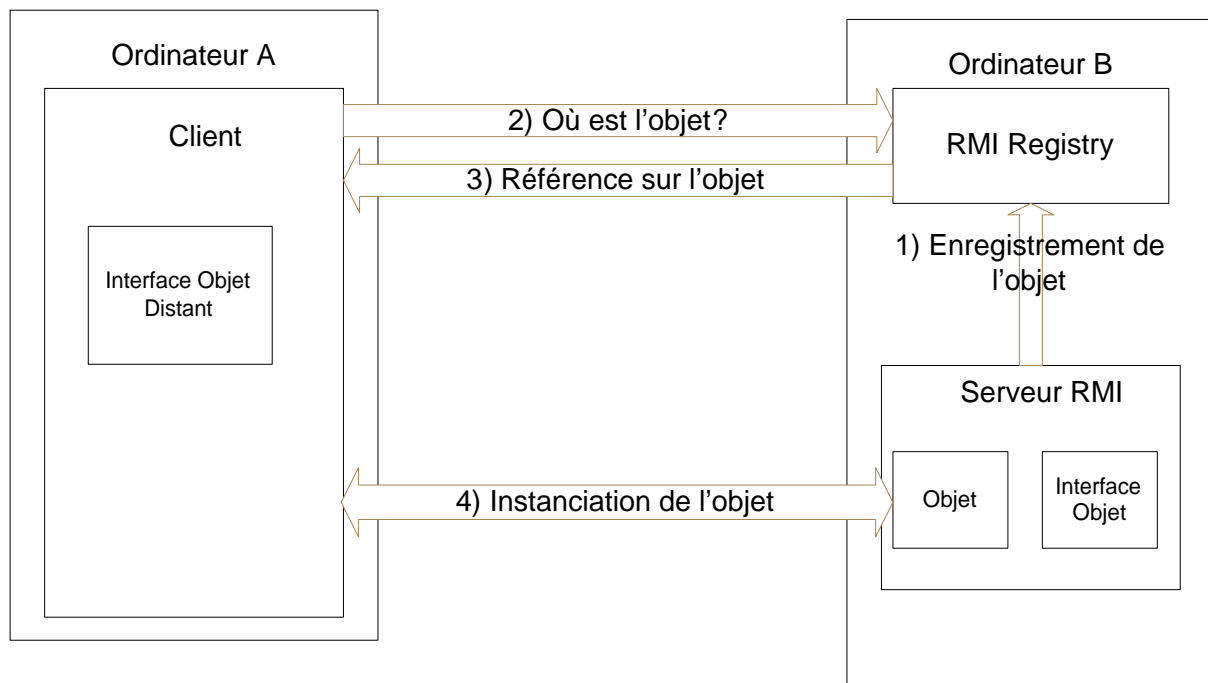 Ordinateur A
Ordinateur B
Client
2) Où est l’objet?
RMI Registry
3) Référence sur l’objet
1) Enregistrement de
l’objet
Interface Objet
Distant
Serveur RMI
4) Instanciation de l’objet
Objet
Interface
Objet